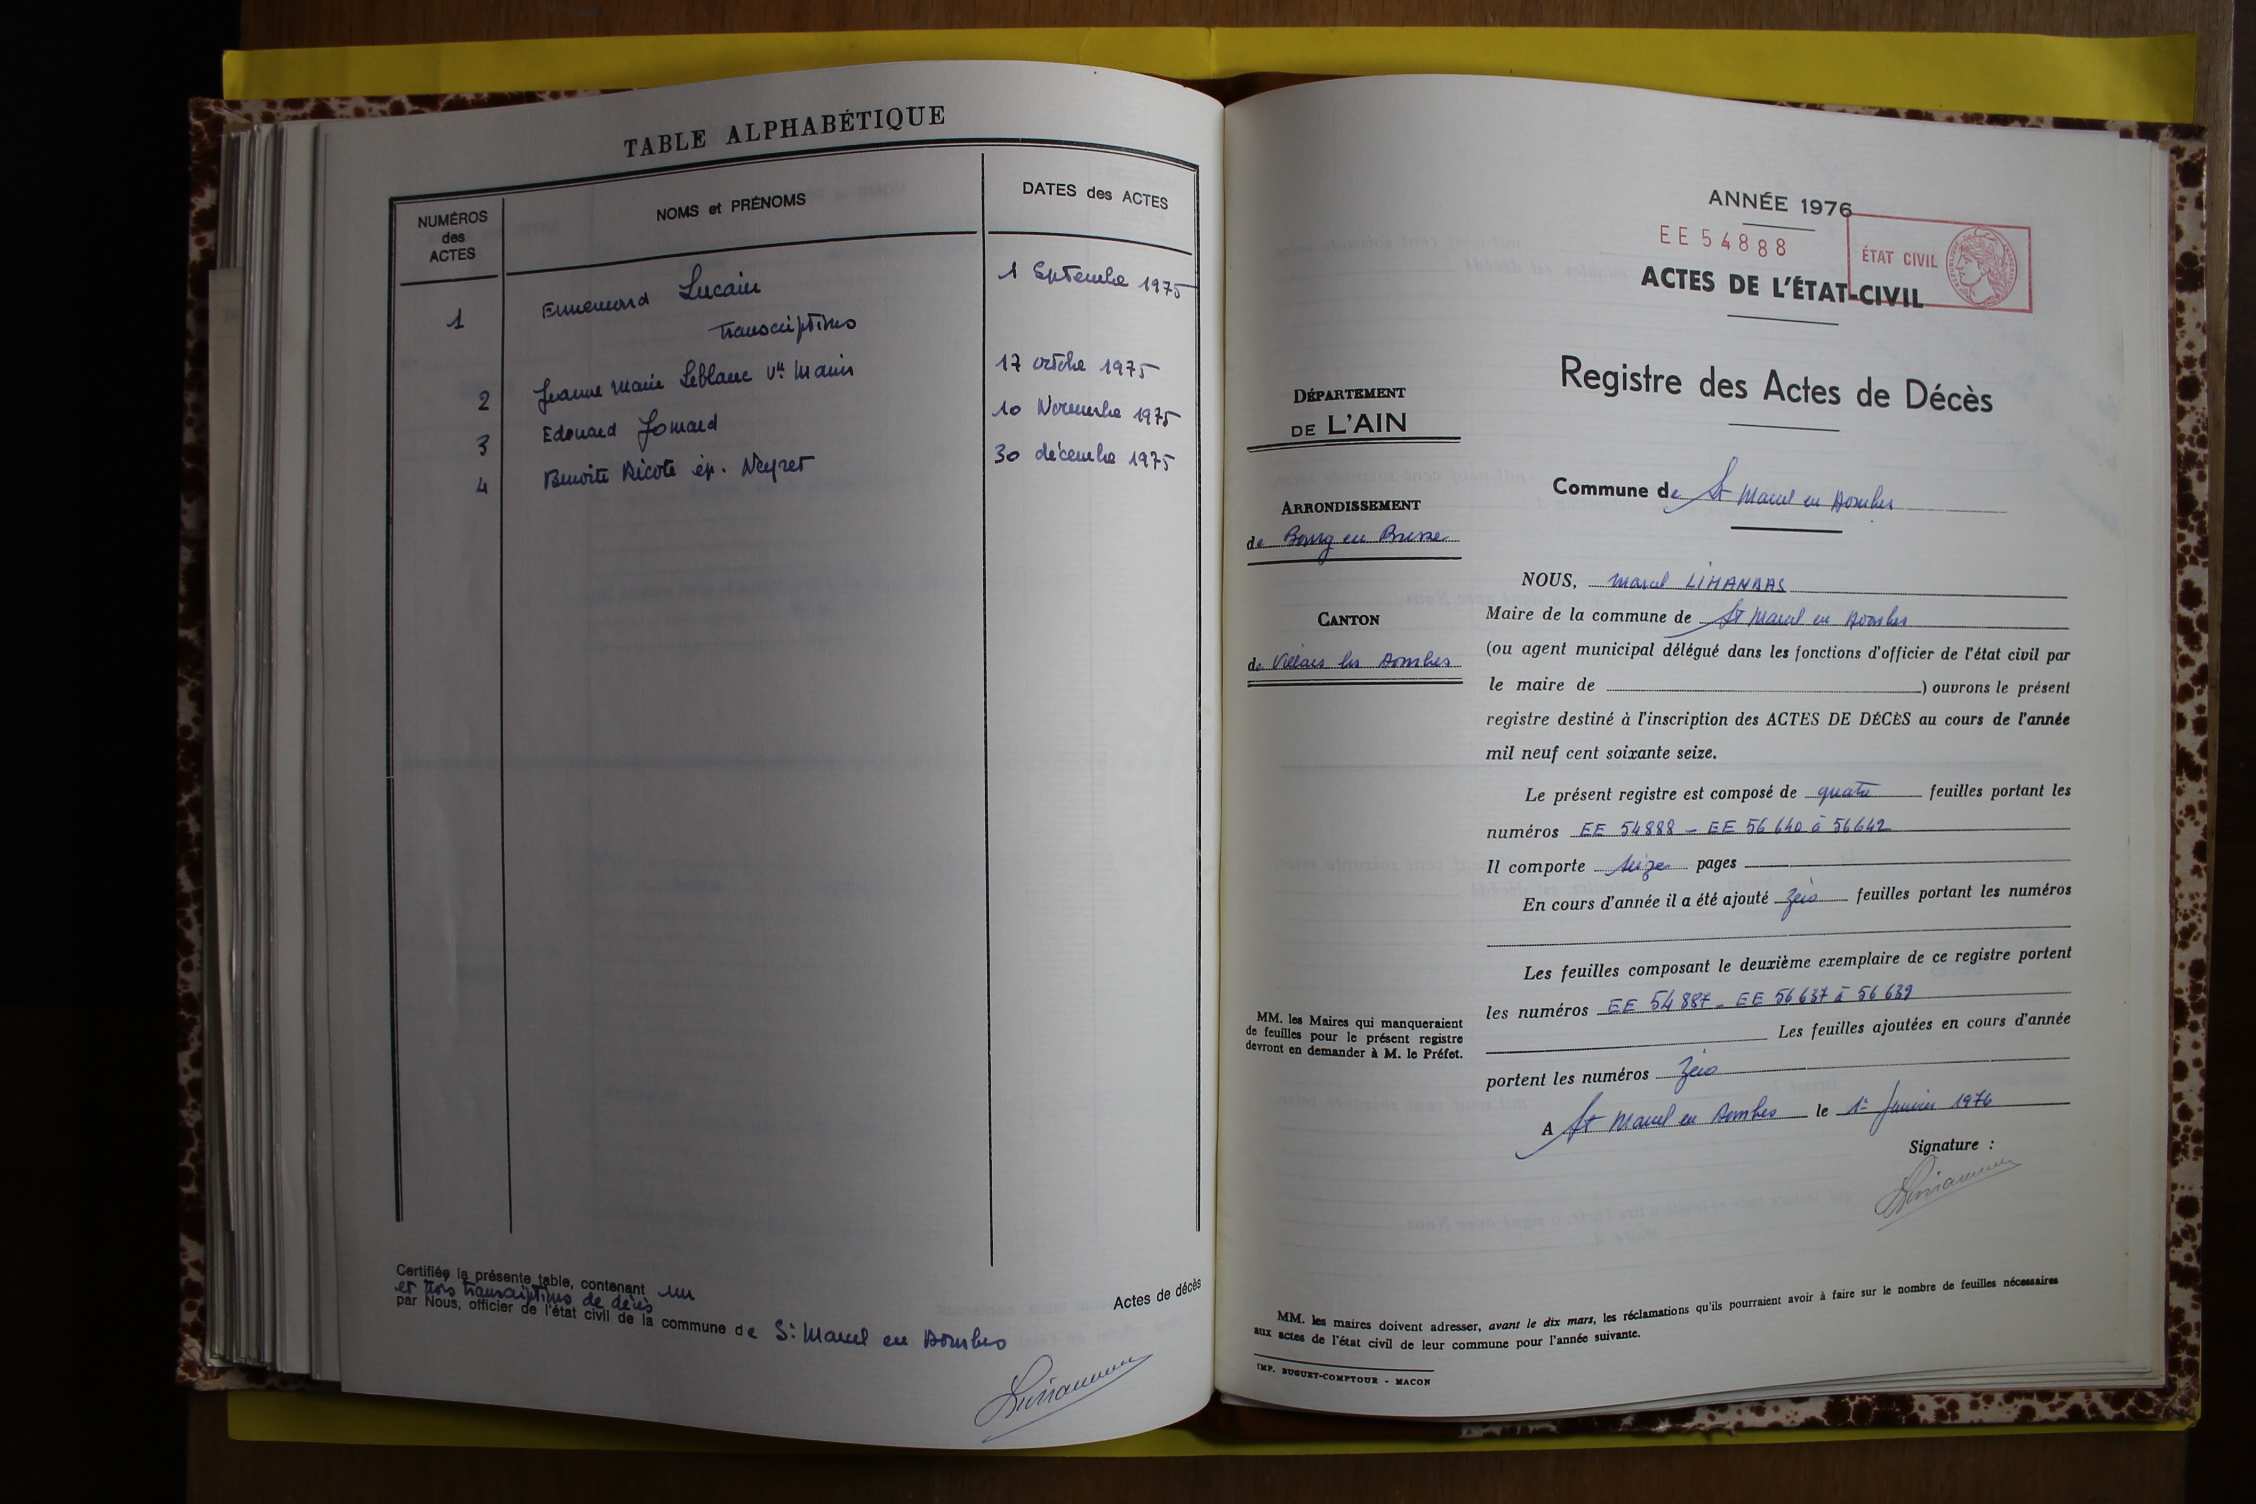 TABLE ALPHABÉTIQUE
NUMÉROS des ACTES
NOMS et PRÉNOMS
DATES des ACTES
1 Ennemond Lucain 1 Septembre 1975
Transcriptions
2 Jeanne Marie Leblanc Vve Marin 17 octobre 1975
3 Edouard Jomard 10 Novembre 1975
4 Benoite Ricote ép. Neyret 30 décembre 1975
Certifiée la présente table, contenant un
et trois transcriptions de décès
Actes de décès
par Nous, officier de l'état civil de la commune de St Marcel en Dombes
ANNÉE 1976
EE 54888
ÉTAT CIVIL
ACTES DE L'ÉTAT-CIVIL
Registre des Actes de Décès
DÉPARTEMENT
DE L'AIN
Commune de St Marcel en Dombes
ARRONDISSEMENT
de Bourg en Bresse
CANTON
de Villars les Dombes
NOUS, Marcel LIMANDAS
Maire de la commune de St Marcel en Dombes
(ou agent municipal délégué dans les fonctions d'officier de l'état civil par
le maire de ) ouvrons le présent
registre destiné à l'inscription des ACTES DE DÉCÈS au cours de l'année
mil neuf cent soixante seize.
Le présent registre est composé de quatre feuilles portant les
numéros EE 54888 - EE 56640 à 56642
Il comporte seize pages
En cours d'année il a été ajouté zéro feuilles portant les numéros
Les feuilles composant le deuxième exemplaire de ce registre portent
les numéros EE 54887 - EE 56637 à 56639
Les feuilles ajoutées en cours d'année
portent les numéros zéro
A St Marcel en Dombes le 1er Janvier 1976
Signature :
MM. les Maires qui manqueraient
de feuilles pour le présent registre
devront en demander à M. le Préfet.
MM. les maires doivent adresser, avant le dix mars, les réclamations qu'ils pourraient avoir à faire sur le nombre de feuilles nécessaires
aux actes de l'état civil de leur commune pour l'année suivante.
IMP. BUGUET-COMPTOUR - MACON